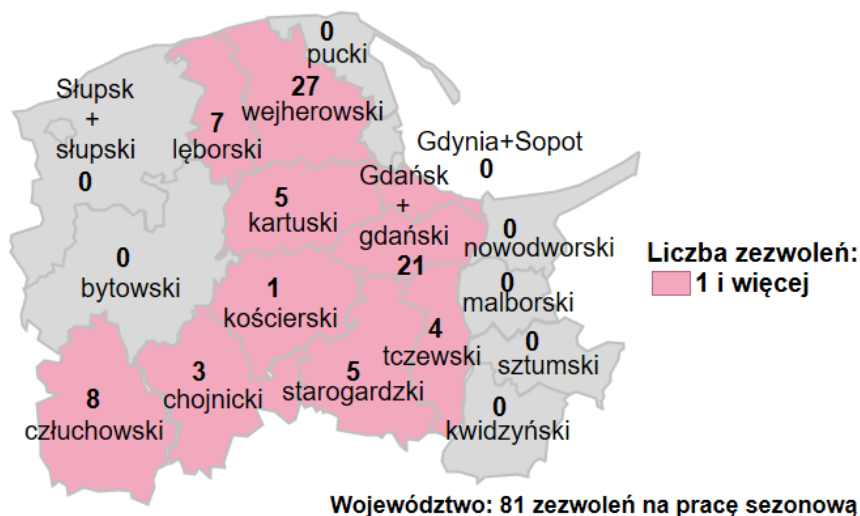 0
pucki
27
wejherowski
Słupsk
+
słupski
0
7
lęborski
Gdynia+Sopot
0
Gdańsk
+
gdański
21
5
kartuski
0
nowodworski
0
bytowski
1
kościerski
0
malborski
4
tczewski
0
sztumski
8
człuchowski
3
chojnicki
5
starogardzki
0
kwidzyński
Liczba zezwoleń:
1 i więcej
Województwo: 81 zezwoleń na pracę sezonową